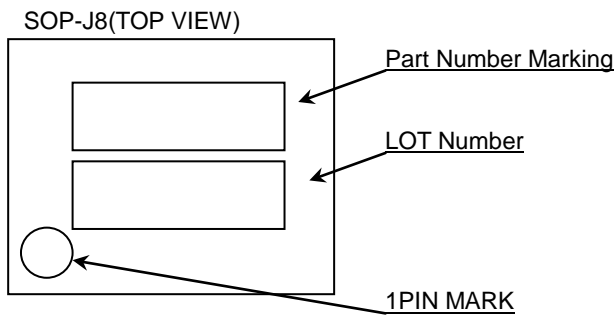 SOP-J8(TOP VIEW)
Part Number Marking
LOT Number
1PIN MARK